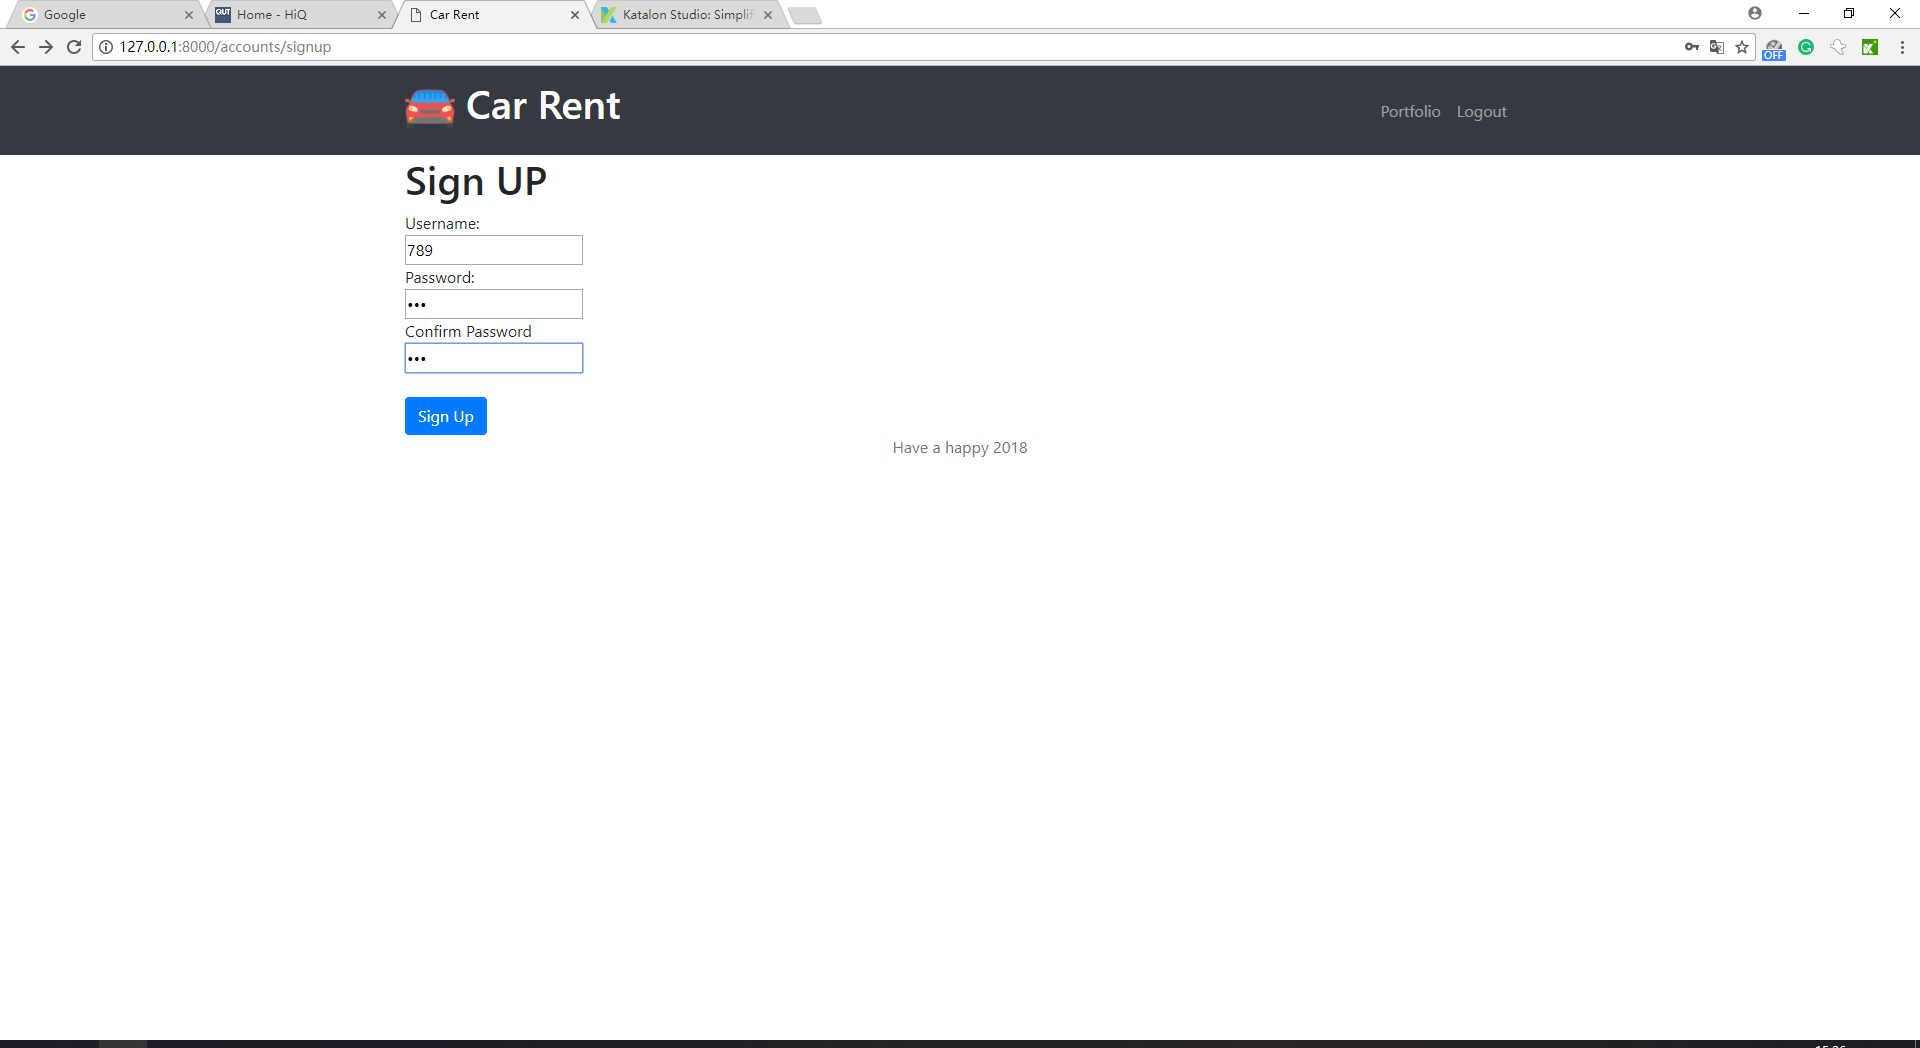 Google
Home - HiQ
Car Rent
Katalon Studio: Simplif
127.0.0.1:8000/accounts/signup
OFF
Car Rent
Portfolio
Logout
Sign UP
Username:
789
Password:
•••
Confirm Password
•••
Sign Up
Have a happy 2018